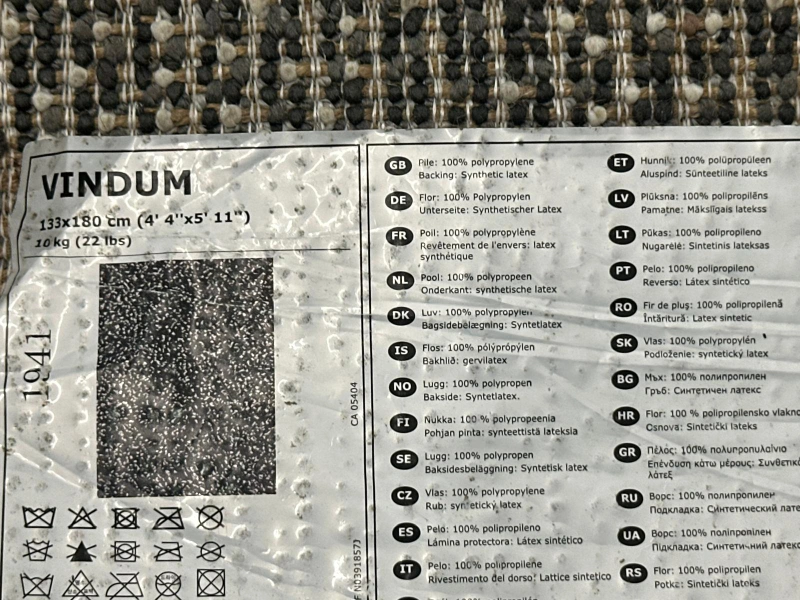 VINDUM
133x180 cm (4' 4"x5' 11")
10 kg (22 lbs)
1941
CA 05404
GB Pile: 100% polypropylene
Backing: Synthetic latex
DE Flor: 100% Polypropylen
Unterseite: Synthetischer Latex
FR Poil: 100% polypropylène
Revêtement de l'envers: latex
synthétique
NL Pool: 100% polypropeen
Onderkant: synthetische latex
DK Luv: 100% polypropylen
Bagsidebelægning: Syntetlatex
IS Flos: 100% pólýprópýlen
Bakhlið: gervilatex
NO Lugg: 100% polypropen
Bakside: Syntetlatex.
FI Nukka: 100 % polypropeenia
Pohjan pinta: synteettistä lateksia
SE Lugg: 100% polypropen
Baksidesbeläggning: Syntetisk latex
CZ Vlas: 100% polypropylene
Rub: syntetický latex
ES Pelo: 100% polipropileno
Lámina protectora: Látex sintético
IT Pelo: 100% polipropilene
Rivestimento del dorso: Lattice sintetico
ET Hunnik: 100% polüpropüleen
Aluspind: Sünteetiline lateks
LV Plūksna: 100% polipropilēns
Pamatne: Mākslīgais latekss
LT Pūkas: 100% polipropileno
Nugarėlė: Sintetinis lateksas
PT Pelo: 100% polipropileno
Reverso: Látex sintético
RO Fir de pluş: 100% polipropilenă
Întăritură: Latex sintetic
SK Vlas: 100% polypropylén
Podloženie: syntetický latex
BG Мъх: 100% полипропилен
Гръб: Синтетичен латекс
HR Flor: 100 % polipropilensko vlakno
Osnova: Sintetički lateks
GR Πέλος: 100% πολυπροπυλαίνιο
Επένδυση κάτω μέρους: Συνθετικό
λάτεξ
RU Ворс: 100% полипропилен
Подкладка: Синтетический лате
UA Ворс: 100% поліпропілен
Підкладка: Синтетичний латек
RS Flor: 100% polipropilen
Potka: Sintetički lateks